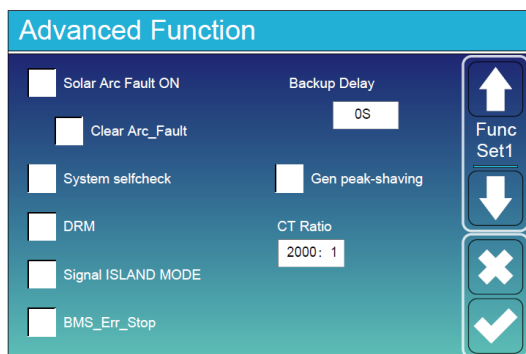 Advanced Function
Solar Arc Fault ON
Backup Delay
0S
Clear Arc_Fault
Func
Set1
System selfcheck
Gen peak-shaving
DRM
CT Ratio
2000: 1
Signal ISLAND MODE
BMS_Err_Stop